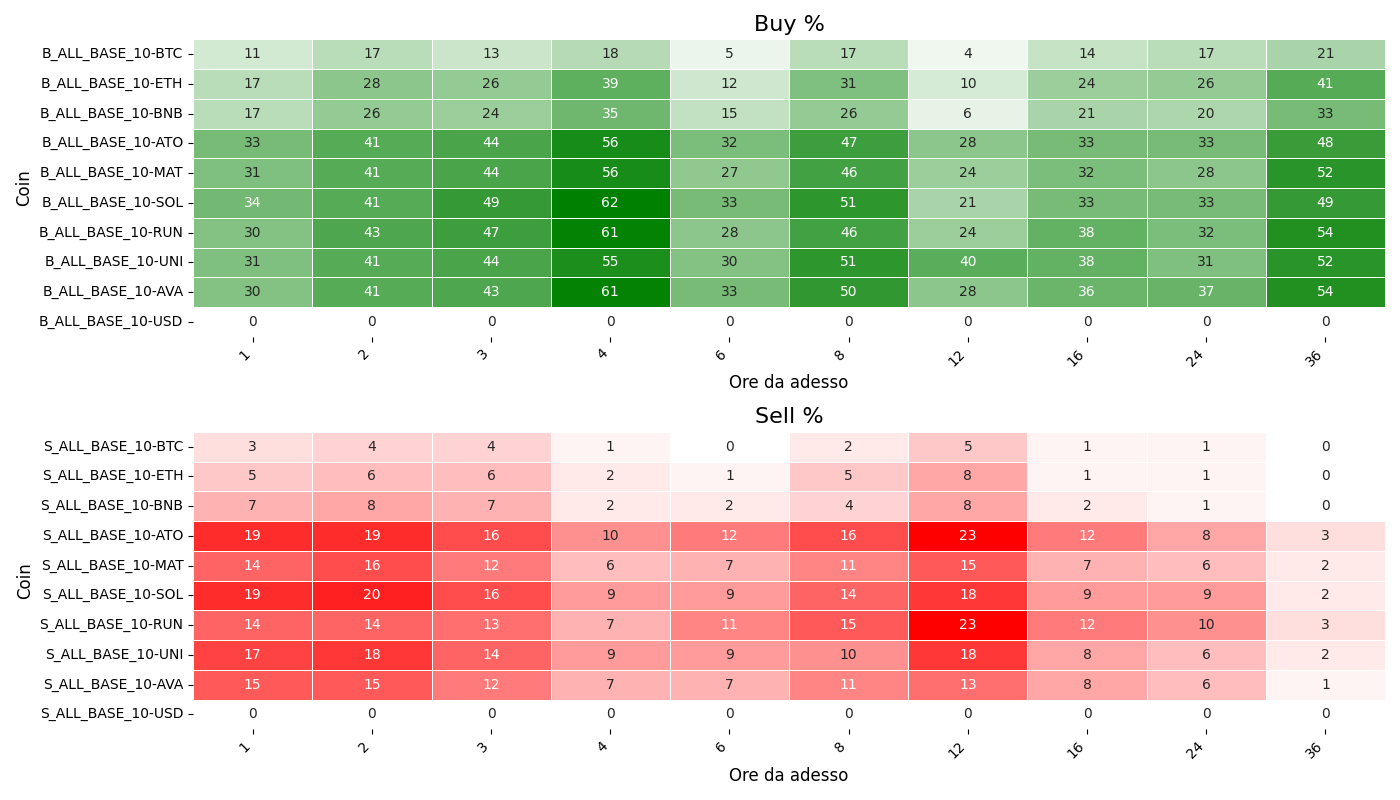 Buy %
Coin
B_ALL_BASE_10-BTC 11 17 13 18 5 17 4 14 17 21
B_ALL_BASE_10-ETH 17 28 26 39 12 31 10 24 26 41
B_ALL_BASE_10-BNB 17 26 24 35 15 26 6 21 20 33
B_ALL_BASE_10-ATO 33 41 44 56 32 47 28 33 33 48
B_ALL_BASE_10-MAT 31 41 44 56 27 46 24 32 28 52
B_ALL_BASE_10-SOL 34 41 49 62 33 51 21 33 33 49
B_ALL_BASE_10-RUN 30 43 47 61 28 46 24 38 32 54
B_ALL_BASE_10-UNI 31 41 44 55 30 51 40 38 31 52
B_ALL_BASE_10-AVA 30 41 43 61 33 50 28 36 37 54
B_ALL_BASE_10-USD 0 0 0 0 0 0 0 0 0 0
1 2 3 4 6 8 12 16 24 36
Ore da adesso
Sell %
Coin
S_ALL_BASE_10-BTC 3 4 4 1 0 2 5 1 1 0
S_ALL_BASE_10-ETH 5 6 6 2 1 5 8 1 1 0
S_ALL_BASE_10-BNB 7 8 7 2 2 4 8 2 1 0
S_ALL_BASE_10-ATO 19 19 16 10 12 16 23 12 8 3
S_ALL_BASE_10-MAT 14 16 12 6 7 11 15 7 6 2
S_ALL_BASE_10-SOL 19 20 16 9 9 14 18 9 9 2
S_ALL_BASE_10-RUN 14 14 13 7 11 15 23 12 10 3
S_ALL_BASE_10-UNI 17 18 14 9 9 10 18 8 6 2
S_ALL_BASE_10-AVA 15 15 12 7 7 11 13 8 6 1
S_ALL_BASE_10-USD 0 0 0 0 0 0 0 0 0 0
1 2 3 4 6 8 12 16 24 36
Ore da adesso